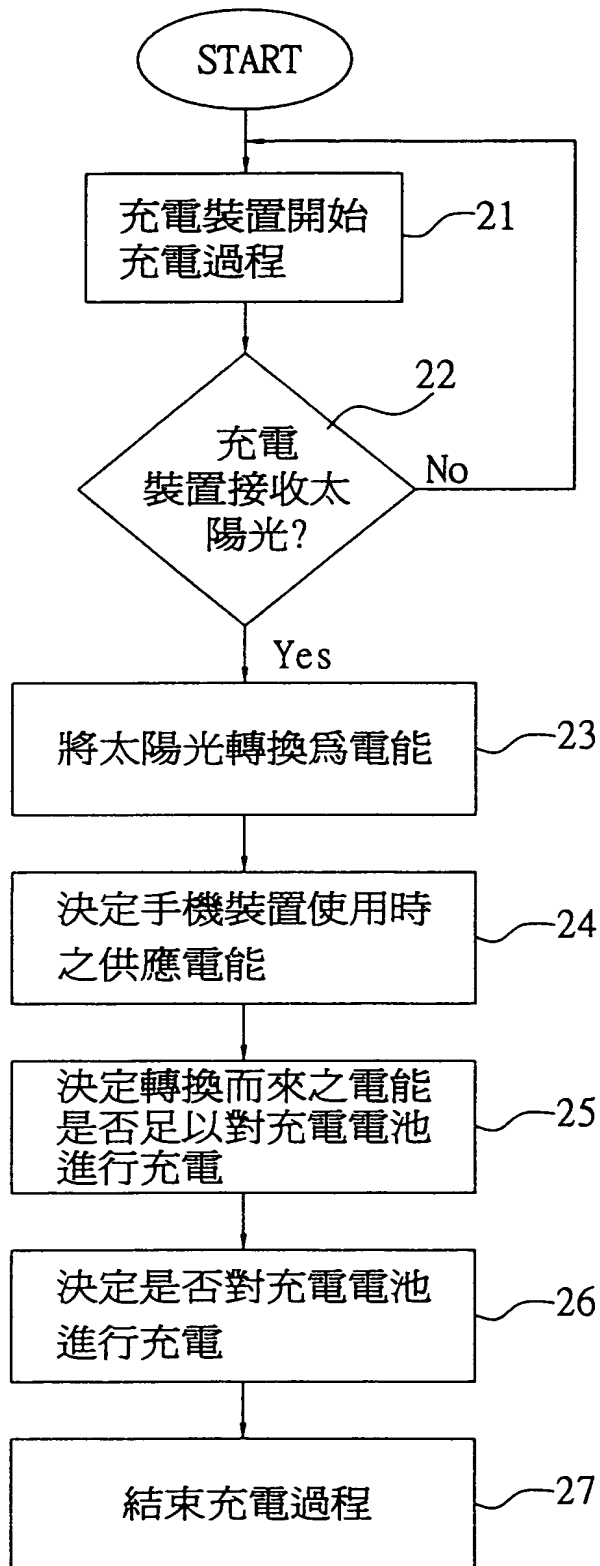 START
充電裝置開始
充電過程
21
22
充電
裝置接收太
陽光?
No
Yes
將太陽光轉換爲電能
23
決定手機裝置使用時
之供應電能
24
決定轉換而來之電能
是否足以對充電電池
進行充電
25
決定是否對充電電池
進行充電
26
結束充電過程
27